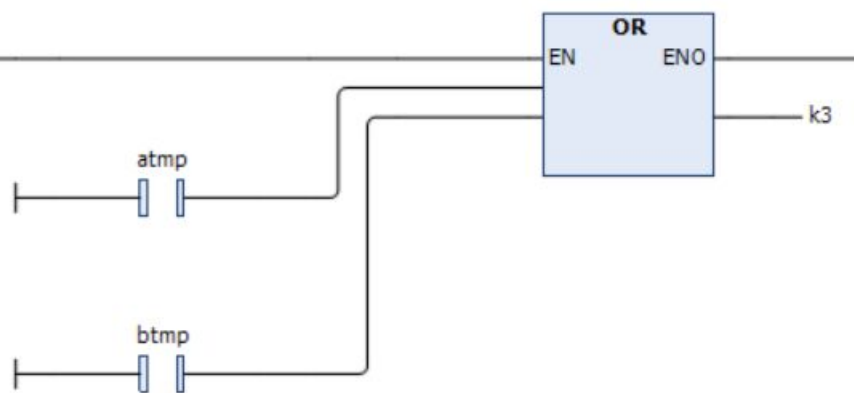 OR
EN ENO
k3
atmp
btmp